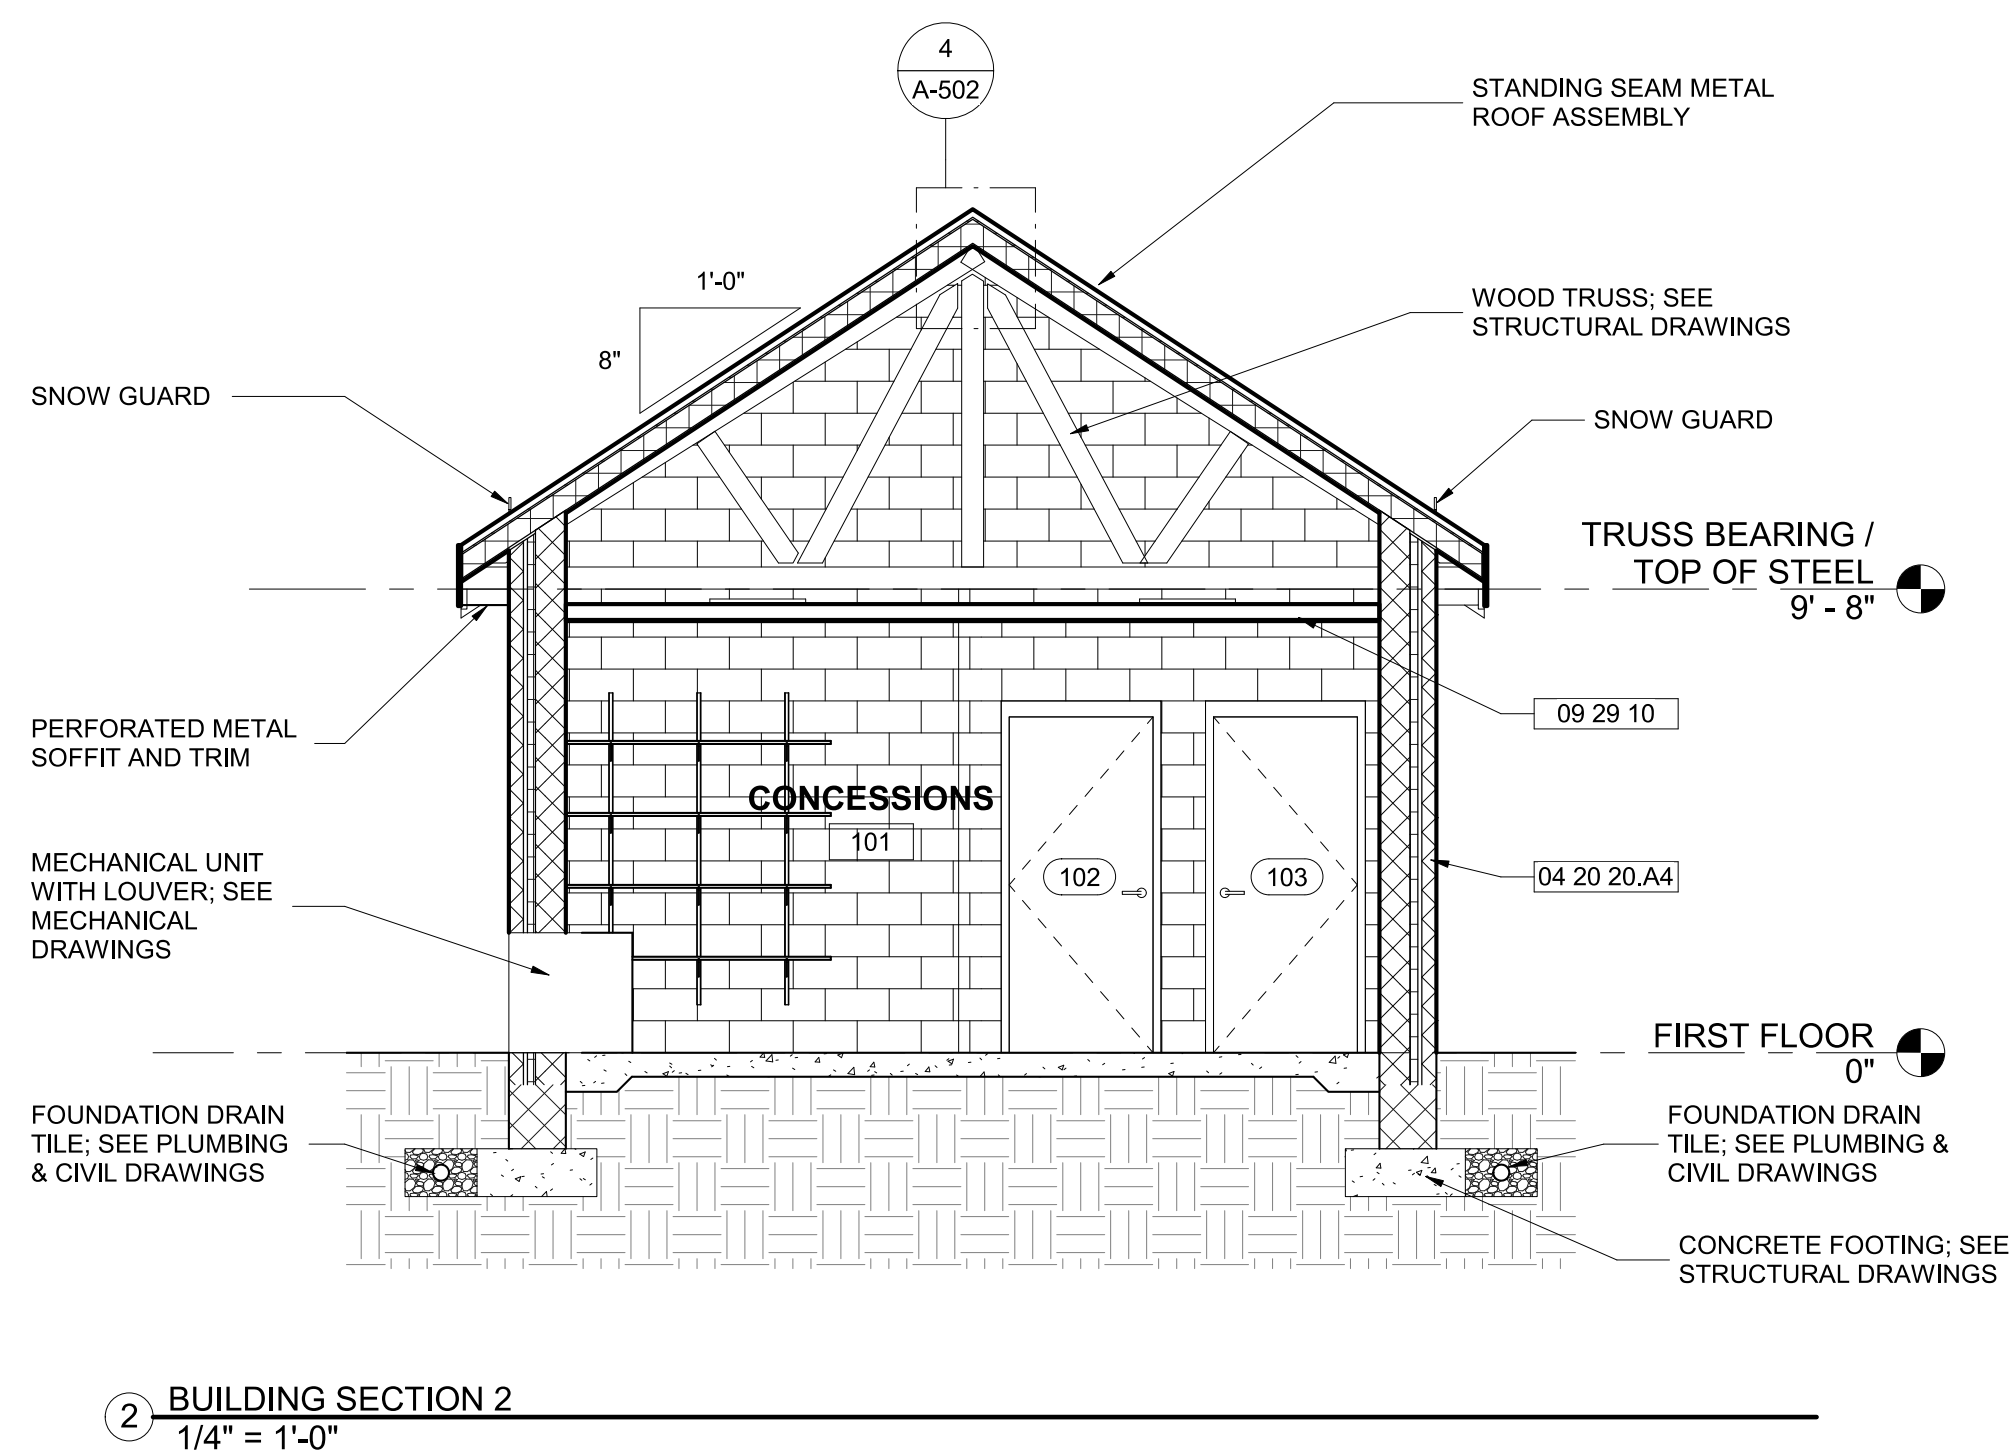 4
A-502
STANDING SEAM METAL
ROOF ASSEMBLY
1'-0"
8"
WOOD TRUSS; SEE
STRUCTURAL DRAWINGS
SNOW GUARD
SNOW GUARD
TRUSS BEARING /
TOP OF STEEL
9' - 8"
PERFORATED METAL
SOFFIT AND TRIM
09 29 10
CONCESSIONS
101
MECHANICAL UNIT
WITH LOUVER; SEE
MECHANICAL
DRAWINGS
102
103
04 20 20.A4
FIRST FLOOR
0"
FOUNDATION DRAIN
TILE; SEE PLUMBING
& CIVIL DRAWINGS
FOUNDATION DRAIN
TILE; SEE PLUMBING &
CIVIL DRAWINGS
CONCRETE FOOTING; SEE
STRUCTURAL DRAWINGS
2
BUILDING SECTION 2
1/4" = 1'-0"